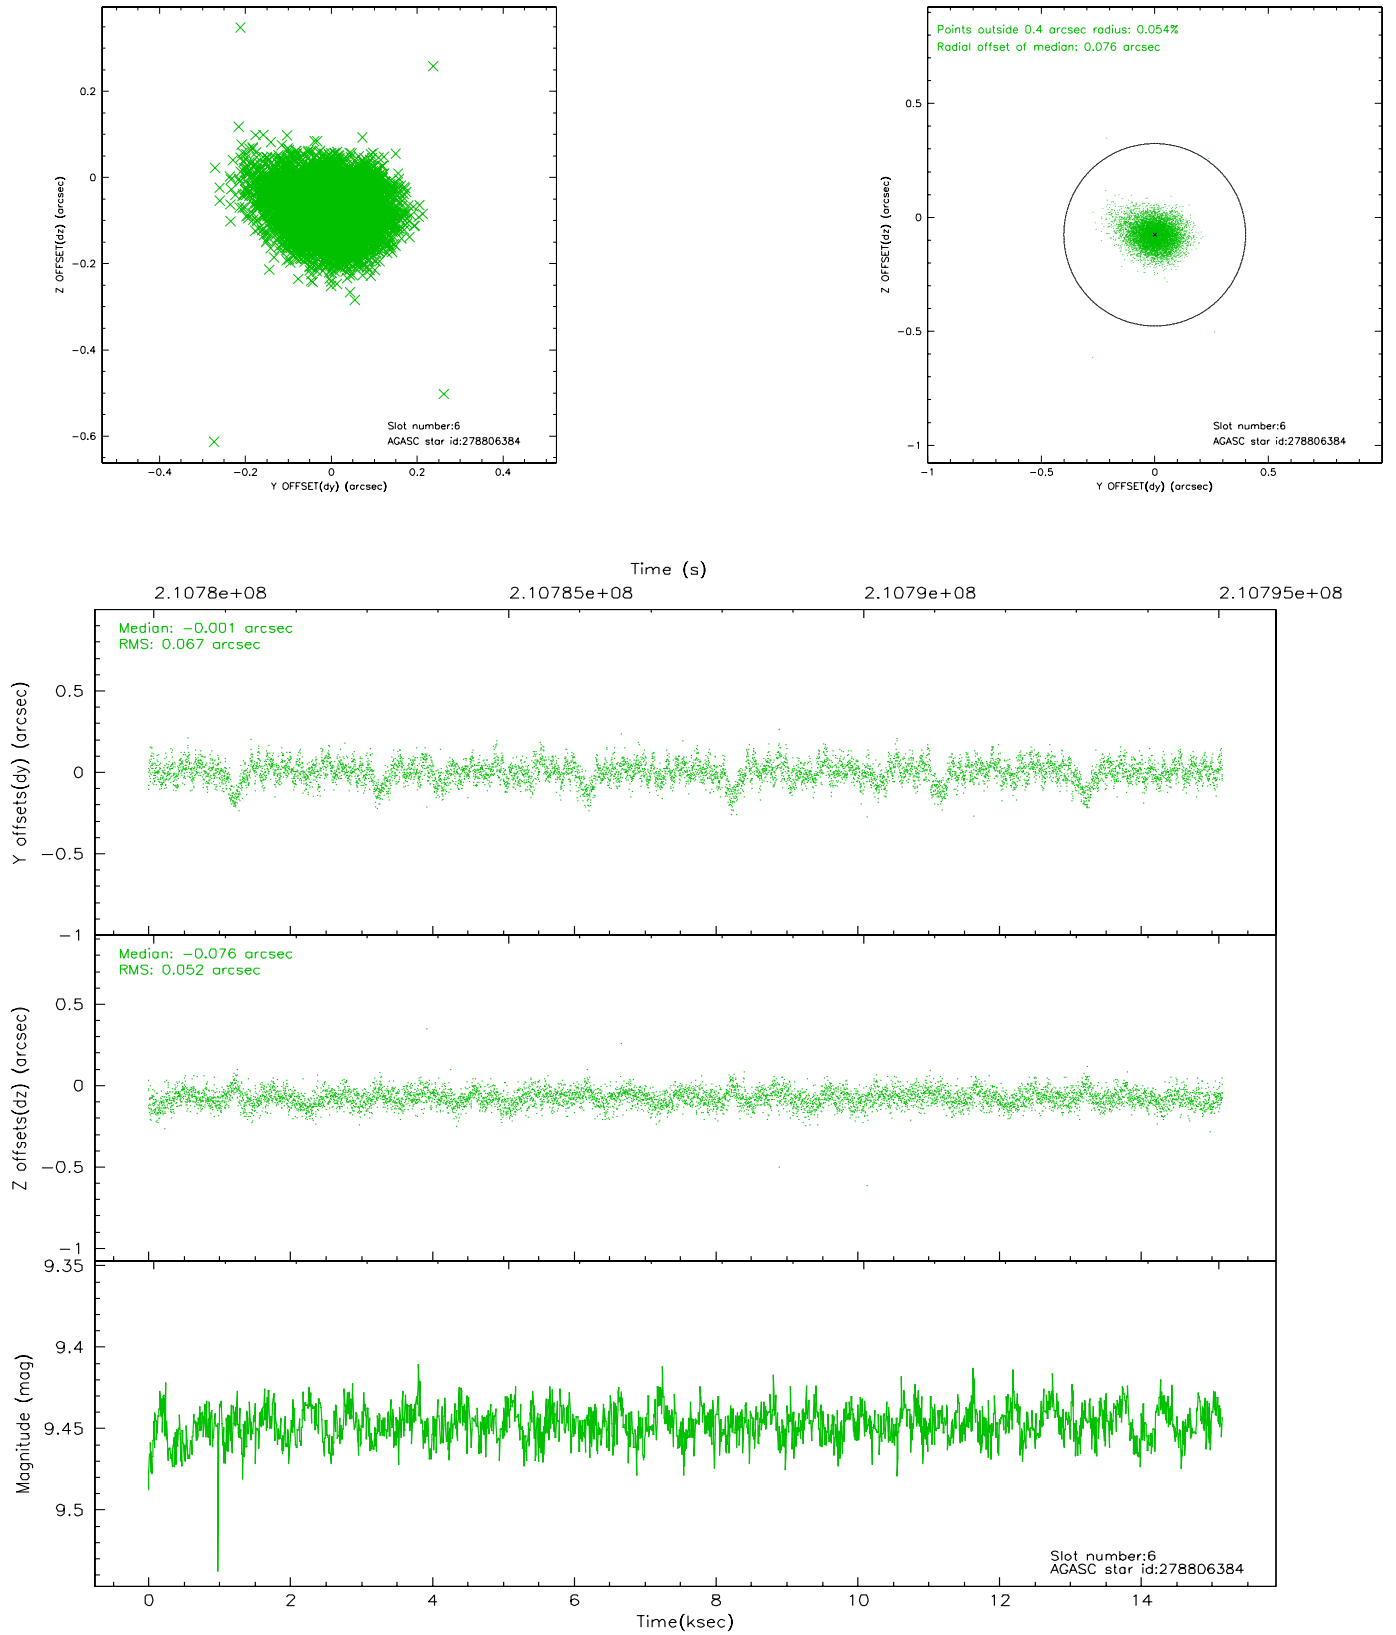 0.2
0
-0.2
-0.4
-0.6
Z OFFSET(dz) (arcsec)
Slot number:6
AGASC star id:278806384
-0.4 -0.2 0 0.2 0.4
Y OFFSET(dy) (arcsec)
Points outside 0.4 arcsec radius: 0.054%
Radial offset of median: 0.076 arcsec
0.5
0
-0.5
-1
Z OFFSET(dz) (arcsec)
Slot number:6
AGASC star id:278806384
-1 -0.5 0 0.5
Y OFFSET(dy) (arcsec)
Time (s)
2.1078e+08 2.10785e+08 2.1079e+08 2.10795e+08
Median: -0.001 arcsec
RMS: 0.067 arcsec
0.5
0
-0.5
-1
Y offsets(dy) (arcsec)
Median: -0.076 arcsec
RMS: 0.052 arcsec
0.5
0
-0.5
-1
Z offsets(dz) (arcsec)
9.35
9.4
9.45
9.5
Magnitude (mag)
Slot number:6
AGASC star id:278806384
0 2 4 6 8 10 12 14
Time(ksec)